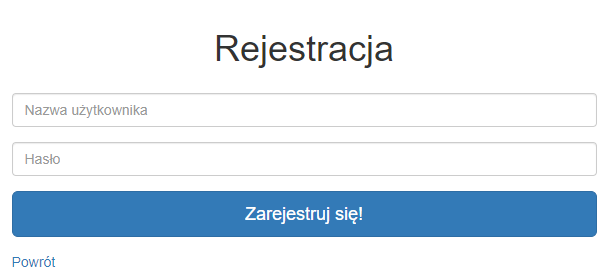 Rejestracja
Nazwa użytkownika
Hasło
Zarejestruj się!
Powrót